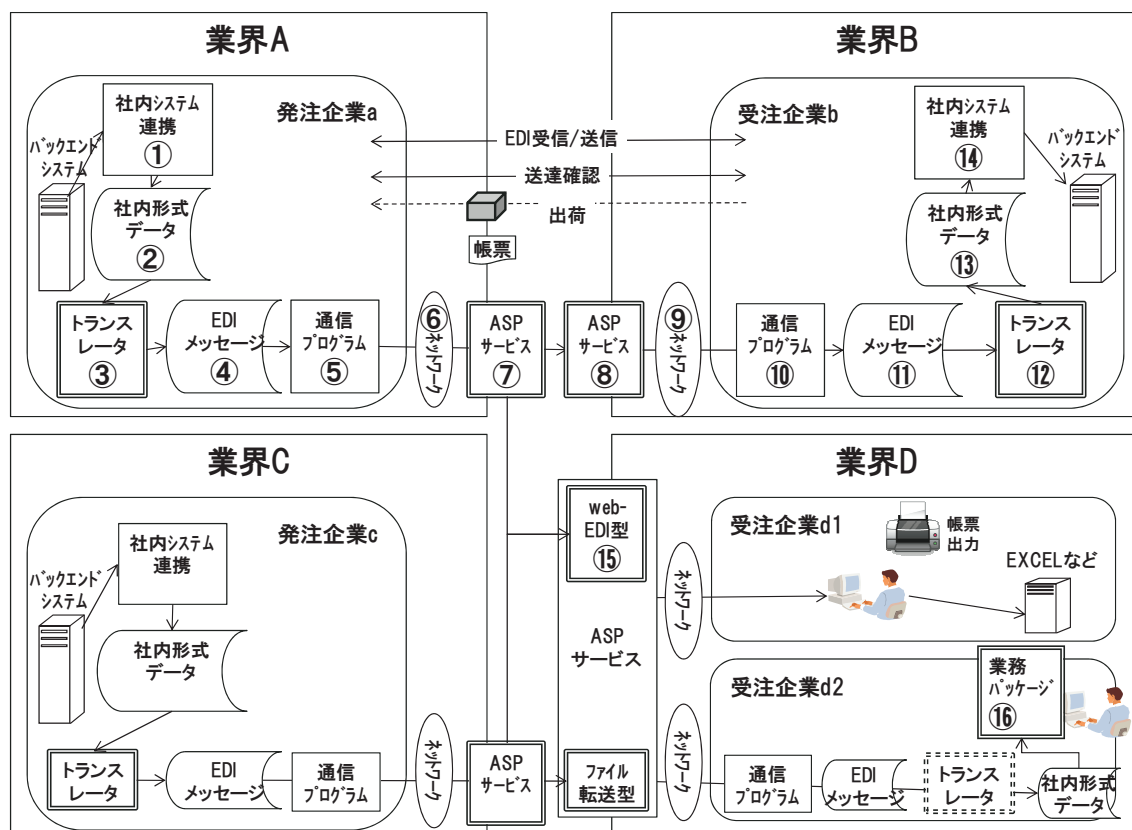 業界A
発注企業a
社内システム
連携
①
バックエンド
システム
社内形式
データ
②
トランス
レータ
③
EDI
メッセージ
④
通信
プログラム
⑤
⑥
ネットワーク
EDI受信/送信
送達確認
出荷
帳票
ASP
サービス
⑦
ASP
サービス
⑧
業界B
受注企業b
社内システム
連携
⑭
バックエンド
システム
社内形式
データ
⑬
⑨
ネットワーク
通信
プログラム
⑩
EDI
メッセージ
⑪
トランス
レータ
⑫
業界C
発注企業c
社内システム
連携
バックエンド
システム
社内形式
データ
トランス
レータ
EDI
メッセージ
通信
プログラム
ネットワーク
ASP
サービス
業界D
web-
EDI型
⑮
ASP
サービス
ファイル
転送型
ネットワーク
受注企業d1
帳票
出力
EXCELなど
ネットワーク
受注企業d2
業務
パッケージ
⑯
通信
プログラム
EDI
メッセージ
トランス
レータ
社内形式
データ